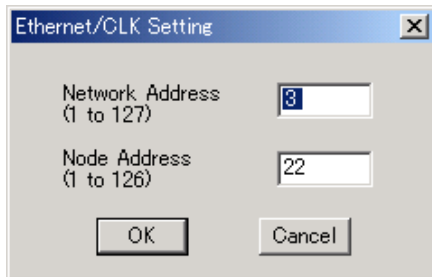 Ethernet/CLK Setting
Network Address
(1 to 127)
3
Node Address
(1 to 126)
22
OK
Cancel